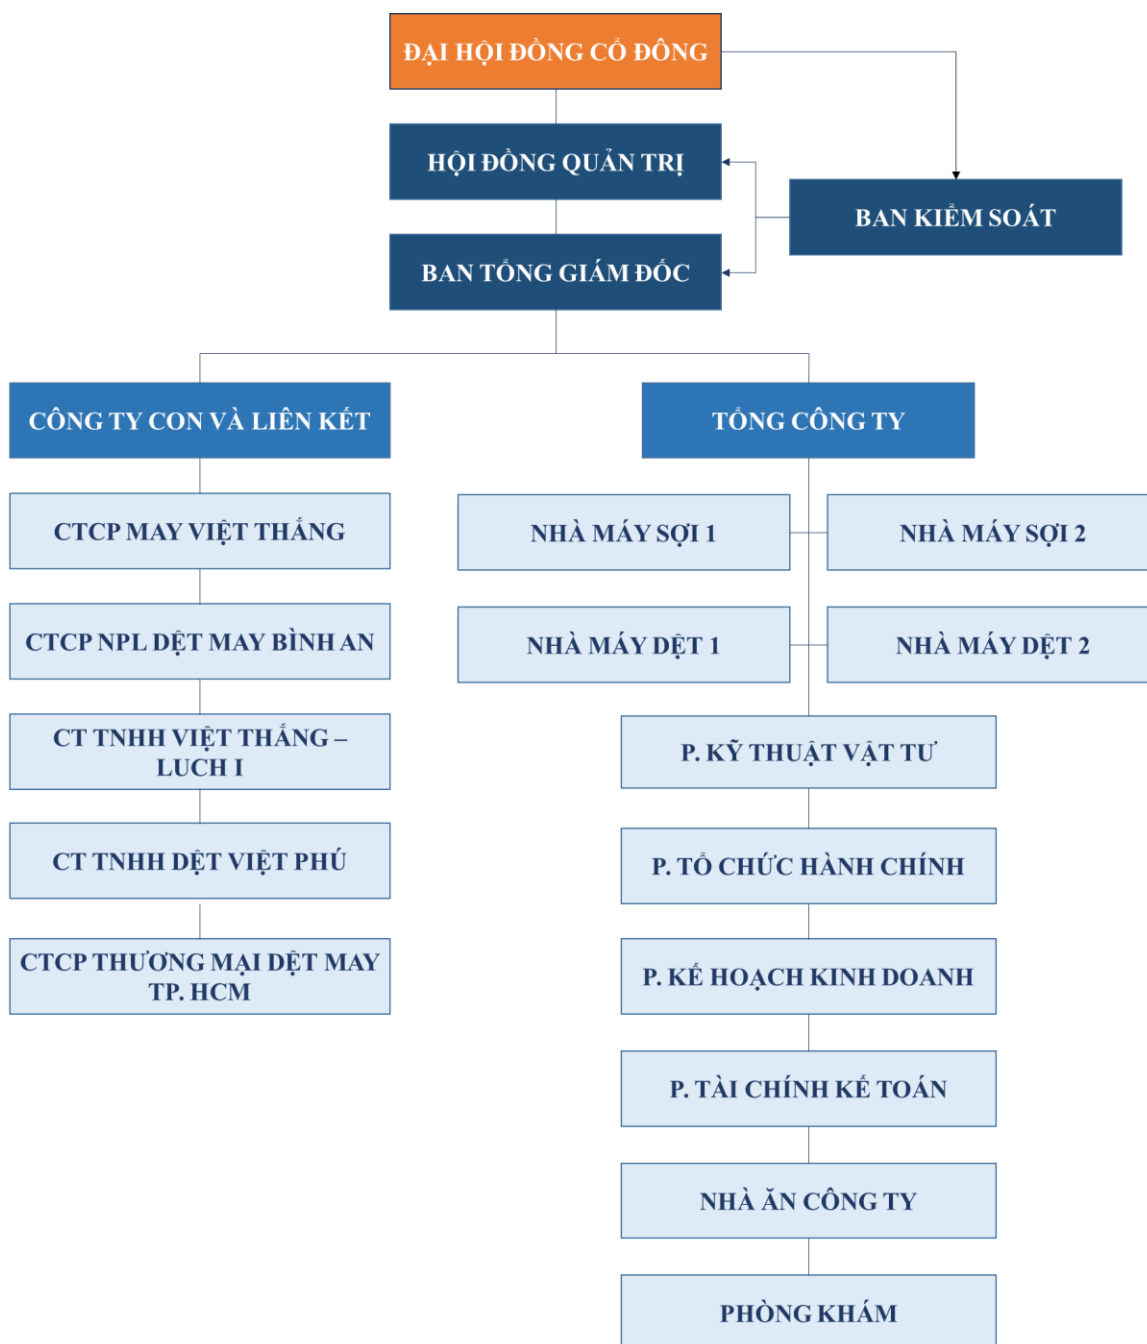 ĐẠI HỘI ĐỒNG CỔ ĐÔNG
HỘI ĐỒNG QUẢN TRỊ
BAN KIỂM SOÁT
BAN TỔNG GIÁM ĐỐC
CÔNG TY CON VÀ LIÊN KẾT
CTCP MAY VIỆT THẮNG
CTCP NPL DỆT MAY BÌNH AN
CT TNHH VIỆT THẮNG –
LUCH I
CT TNHH DỆT VIỆT PHÚ
CTCP THƯƠNG MẠI DỆT MAY
TP. HCM
TỔNG CÔNG TY
NHÀ MÁY SỢI 1
NHÀ MÁY SỢI 2
NHÀ MÁY DỆT 1
NHÀ MÁY DỆT 2
P. KỸ THUẬT VẬT TƯ
P. TỔ CHỨC HÀNH CHÍNH
P. KẾ HOẠCH KINH DOANH
P. TÀI CHÍNH KẾ TOÁN
NHÀ ĂN CÔNG TY
PHÒNG KHÁM